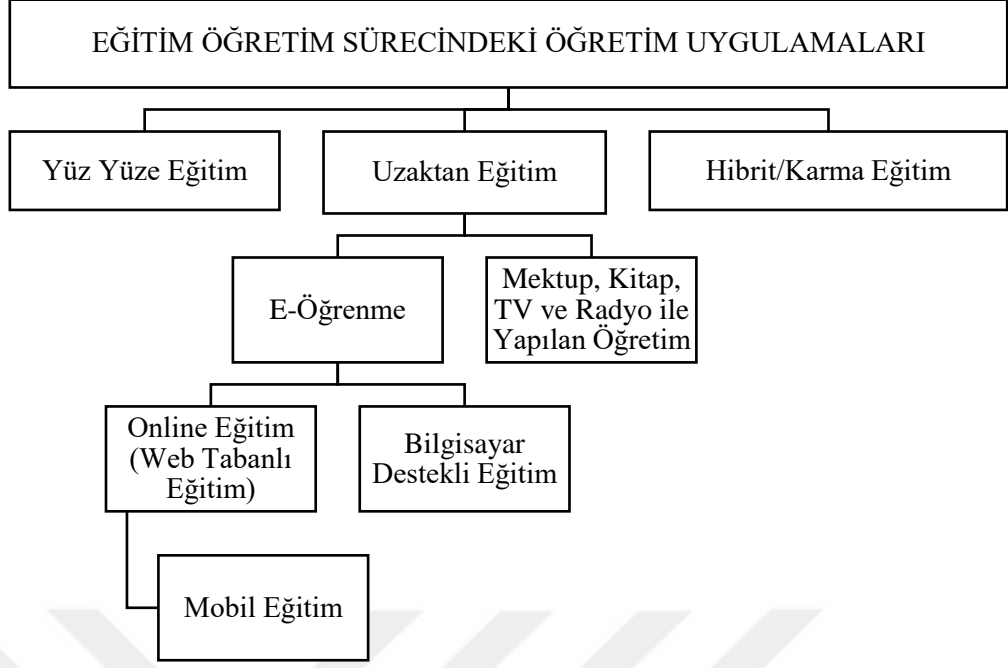 EĞİTİM ÖĞRETİM SÜRECİNDEKİ ÖĞRETİM UYGULAMALARI
Yüz Yüze Eğitim
Uzaktan Eğitim
Hibrit/Karma Eğitim
E-Öğrenme
Mektup, Kitap,
TV ve Radyo ile
Yapılan Öğretim
Online Eğitim
(Web Tabanlı
Eğitim)
Bilgisayar
Destekli Eğitim
Mobil Eğitim